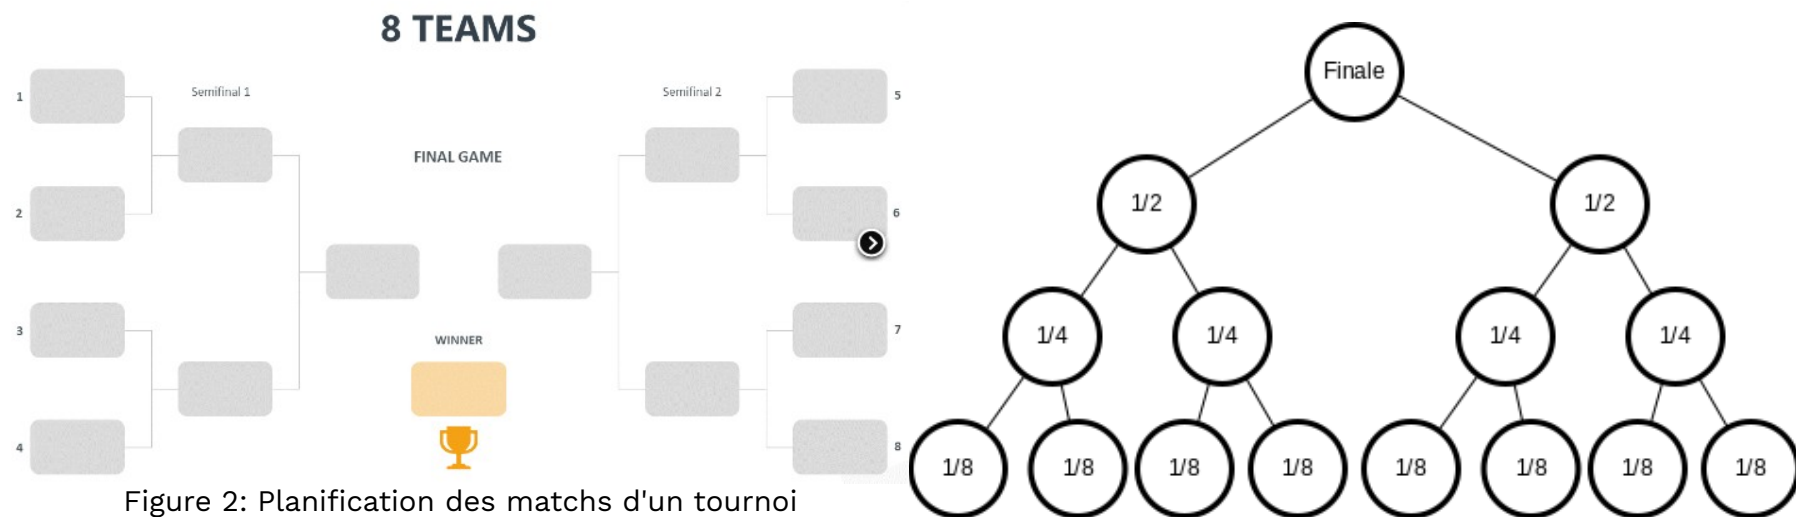 8 TEAMS
1
Semifinal 1
Semifinal 2
5
FINAL GAME
2
6
3
7
WINNER
4
8
Figure 2: Planification des matchs d'un tournoi
Finale
1/2 1/2
1/4 1/4 1/4 1/4
1/8 1/8 1/8 1/8 1/8 1/8 1/8 1/8